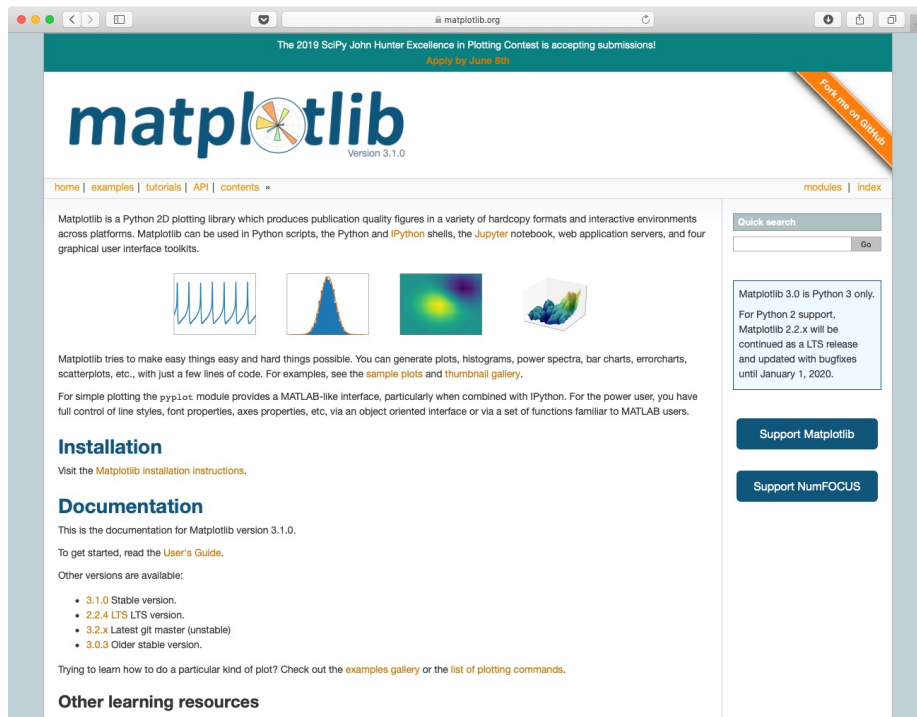 matplotlib.org
The 2019 SciPy John Hunter Excellence in Plotting Contest is accepting submissions!
Apply by June 8th
matplotlib
Version 3.1.0
Fork me on GitHub
home | examples | tutorials | API | contents »
modules | index
Matplotlib is a Python 2D plotting library which produces publication quality figures in a variety of hardcopy formats and interactive environments
across platforms. Matplotlib can be used in Python scripts, the Python and IPython shells, the Jupyter notebook, web application servers, and four
graphical user interface toolkits.
Matplotlib tries to make easy things easy and hard things possible. You can generate plots, histograms, power spectra, bar charts, errorcharts,
scatterplots, etc., with just a few lines of code. For examples, see the sample plots and thumbnail gallery.
For simple plotting the pyplot module provides a MATLAB-like interface, particularly when combined with IPython. For the power user, you have
full control of line styles, font properties, axes properties, etc, via an object oriented interface or via a set of functions familiar to MATLAB users.
Installation
Visit the Matplotlib installation instructions.
Documentation
This is the documentation for Matplotlib version 3.1.0.
To get started, read the User's Guide.
Other versions are available:
• 3.1.0 Stable version.
• 2.2.4 LTS LTS version.
• 3.2.x Latest git master (unstable)
• 3.0.3 Older stable version.
Trying to learn how to do a particular kind of plot? Check out the examples gallery or the list of plotting commands.
Other learning resources
Quick search
Go
Matplotlib 3.0 is Python 3 only.
For Python 2 support,
Matplotlib 2.2.x will be
continued as a LTS release
and updated with bugfixes
until January 1, 2020.
Support Matplotlib
Support NumFOCUS